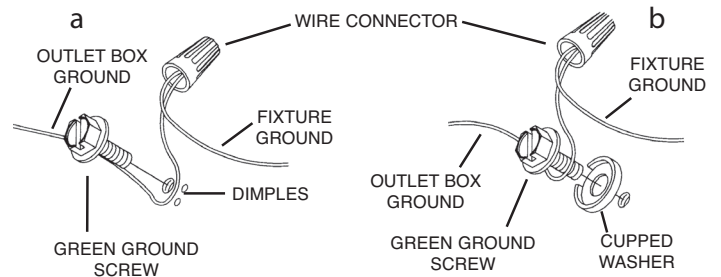 a
WIRE CONNECTOR
b
OUTLET BOX
GROUND
FIXTURE
GROUND
DIMPLES
GREEN GROUND
SCREW
FIXTURE
GROUND
OUTLET BOX
GROUND
GREEN GROUND
SCREW
CUPPED
WASHER